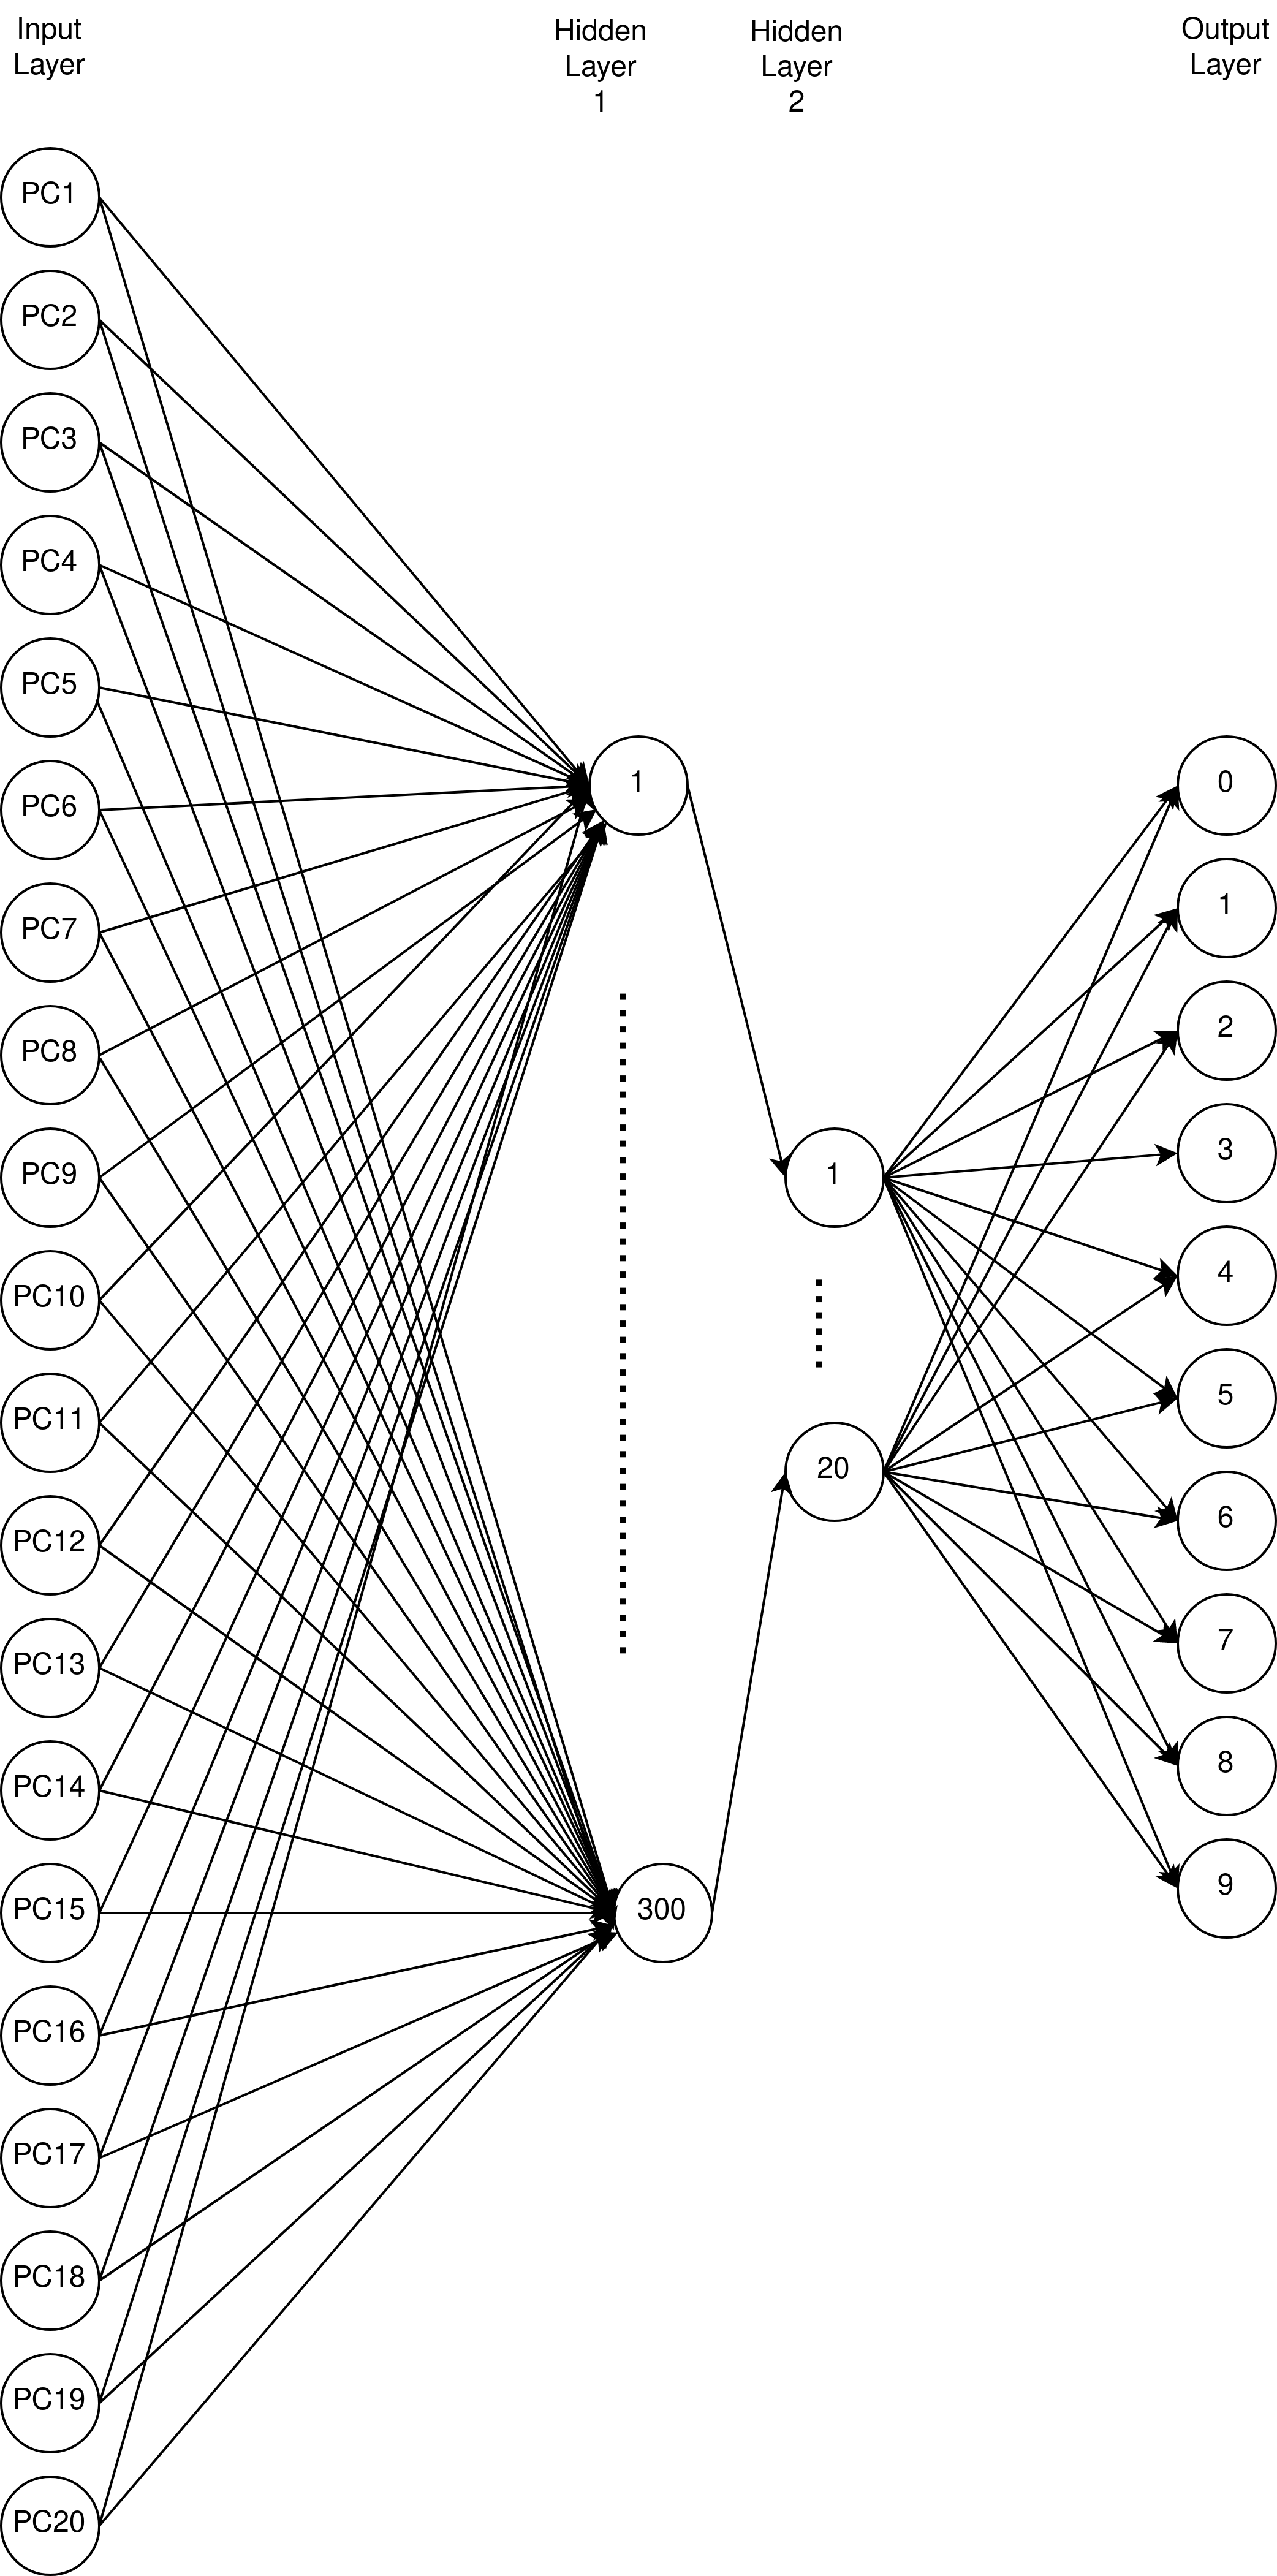 Input
Layer
Hidden
Layer
1
Hidden
Layer
2
Output
Layer
PC1
PC2
PC3
PC4
PC5
PC6
PC7
PC8
PC9
PC10
PC11
PC12
PC13
PC14
PC15
PC16
PC17
PC18
PC19
PC20
1
300
1
20
0
1
2
3
4
5
6
7
8
9